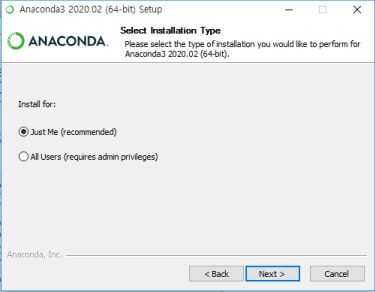 Anaconda3 2020.02 (64-bit) Setup
ANACONDA.
Select Installation Type
Please select the type of installation you would like to perform for
Anaconda3 2020.02 (64-bit).
Install for:
Just Me (recommended)
All Users (requires admin privileges)
Anaconda, Inc.
< Back
Next >
Cancel